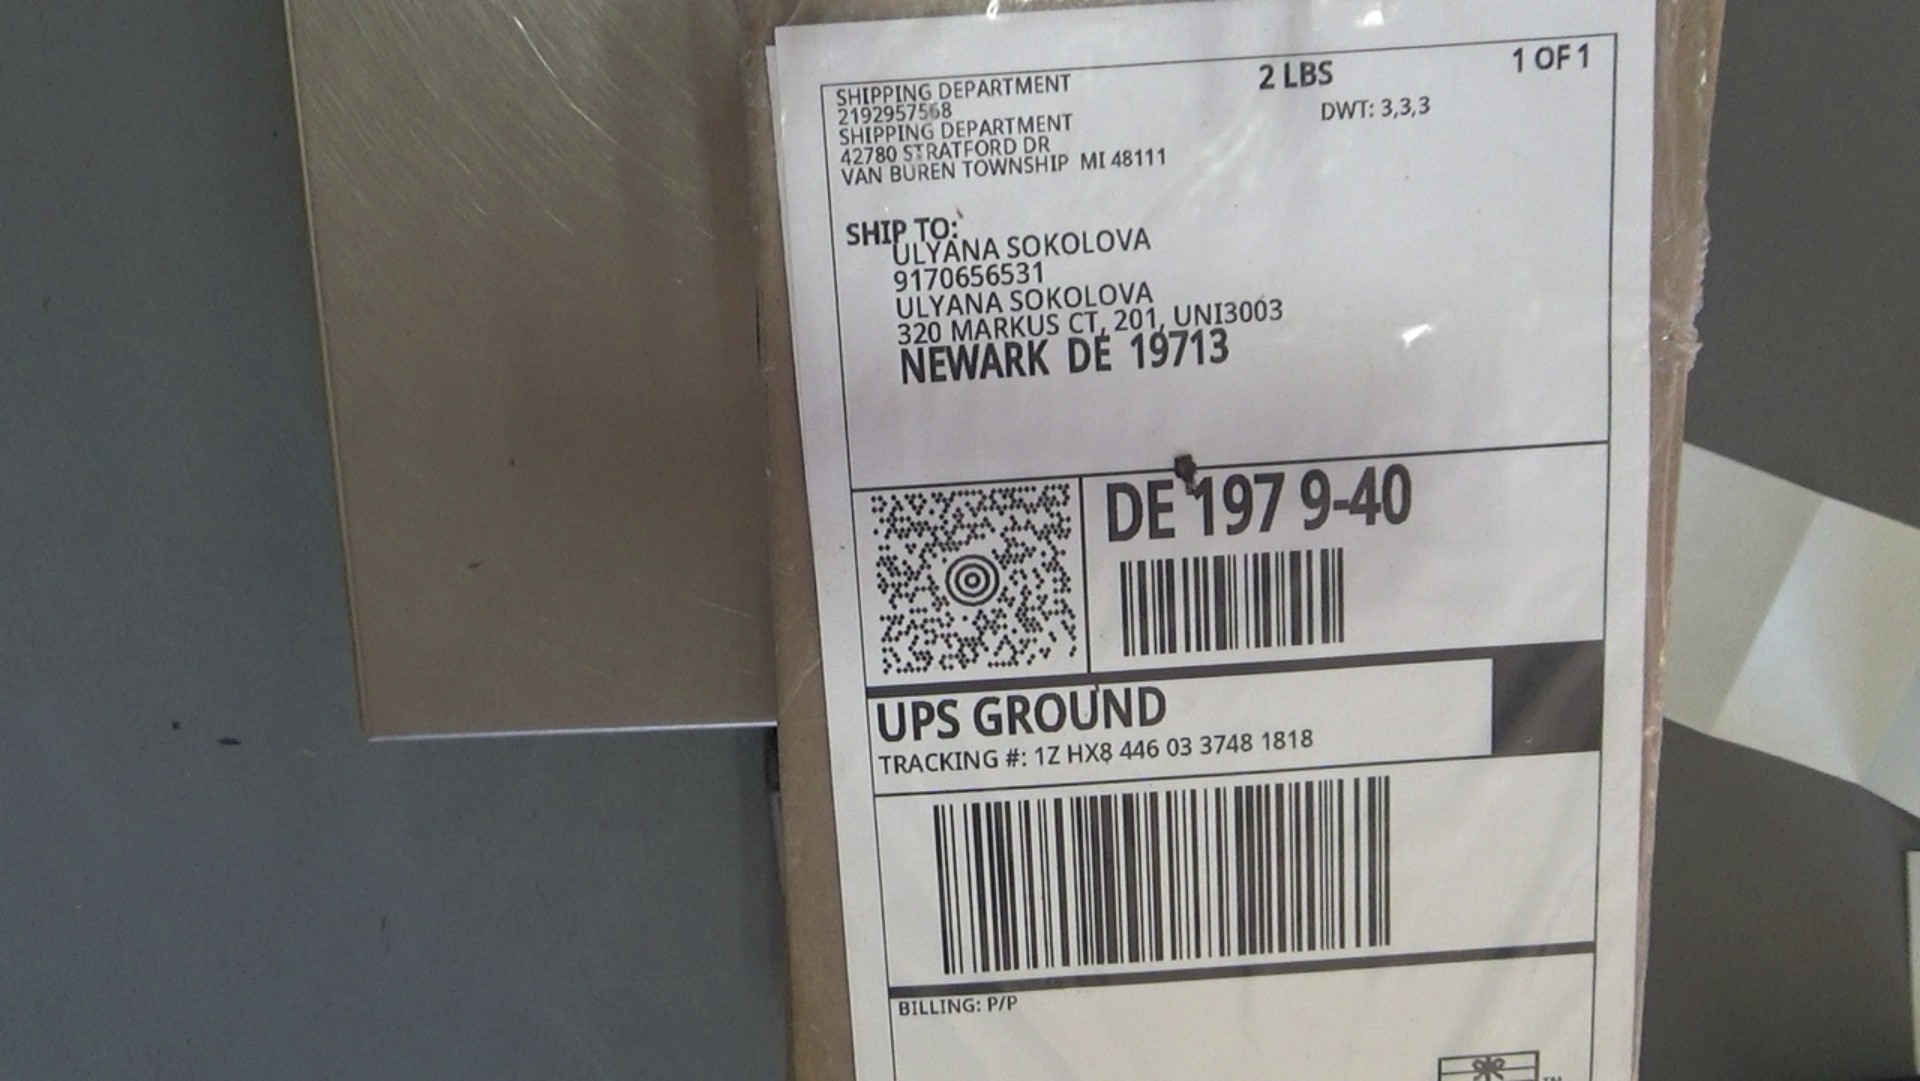 SHIPPING DEPARTMENT
2192957568
SHIPPING DEPARTMENT
42780 STRATFORD DR
VAN BUREN TOWNSHIP MI 48111
2 LBS
1 OF 1
DWT: 3,3,3
SHIP TO:
ULYANA SOKOLOVA
9170656531
ULYANA SOKOLOVA
320 MARKUS CT, 201, UNI3003
NEWARK DE 19713
DE 197 9-40
UPS GROUND
TRACKING #: 1Z HX8 446 03 3748 1818
BILLING: P/P
TM